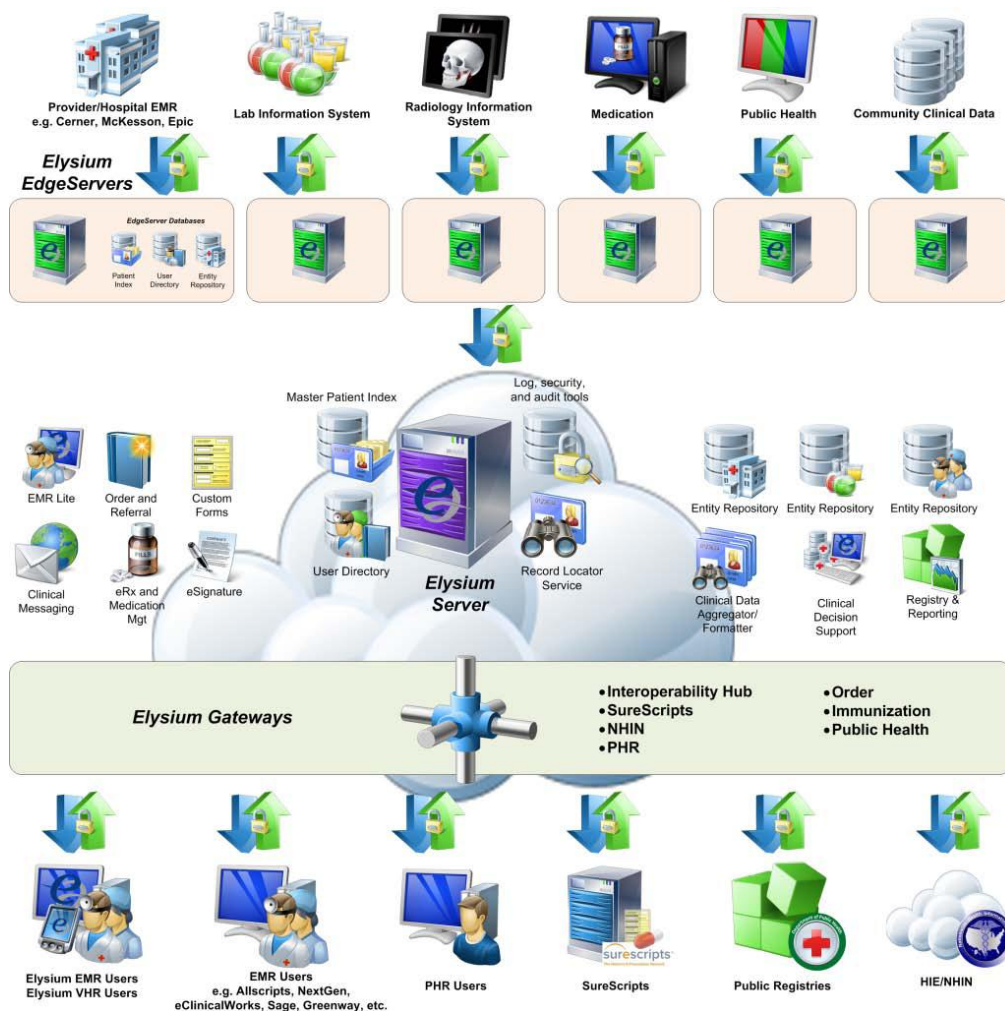 Provider/Hospital EMR
e.g. Cerner, McKesson, Epic
Lab Information System
Radiology Information
System
Medication
Public Health
Community Clinical Data
Elysium
EdgeServers
EdgeServer Databases
Patient
Index
User
Directory
Entity
Repository
Master Patient Index
Log, security,
and audit tools
EMR Lite
Order and
Referral
Custom
Forms
Entity Repository
Entity Repository
Entity Repository
Clinical
Messaging
PILLS
eRx and
Medication
Mgt
eSignature
User Directory
Elysium
Server
Record Locator
Service
Clinical Data
Aggregator/
Formatter
Clinical
Decision
Support
Registry &
Reporting
Elysium Gateways
•Interoperability Hub
•SureScripts
•NHIN
•PHR
•Order
•Immunization
•Public Health
Elysium EMR Users
Elysium VHR Users
EMR Users
e.g. Allscripts, NextGen,
eClinicalWorks, Sage, Greenway, etc.
PHR Users
surescripts
SureScripts
Public Registries
HIE/NHIN